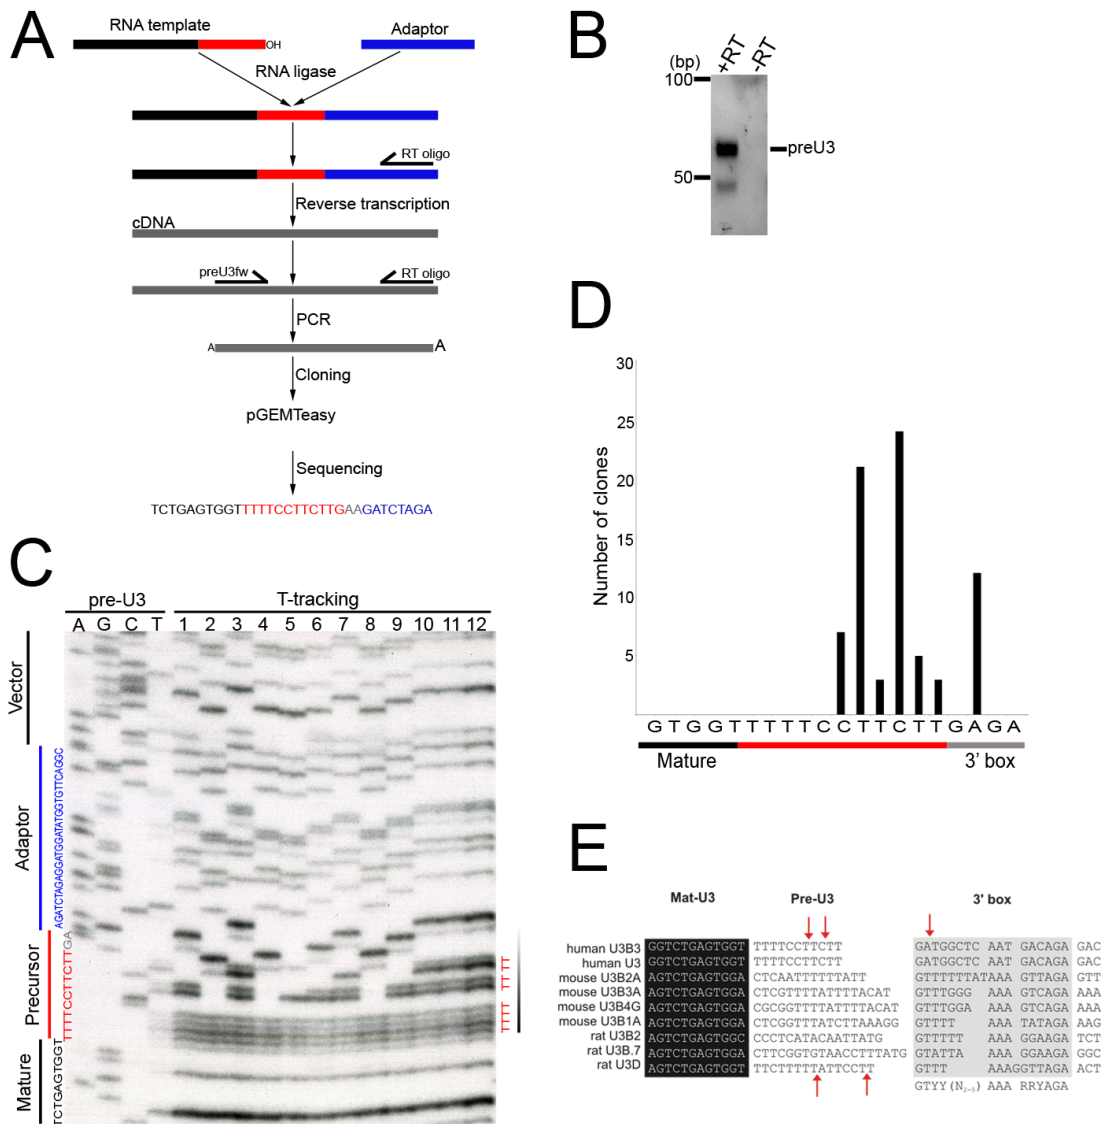 A
RNA template
OH
Adaptor
RNA ligase
RT oligo
Reverse transcription
cDNA
preU3fw
RT oligo
PCR
A
A
Cloning
pGEMTeasy
Sequencing
TCTGAGTGGTTTTTCCTTCTTGAAGATCTAGA
B
(bp)
+RT
-RT
100
preU3
50
C
pre-U3
T-tracking
A G C T 1 2 3 4 5 6 7 8 9 10 11 12
Vector
Adaptor
AGATCTAGAGGATGGATATGGTGTTCAGGC
Precursor
TTTTCCTTCTTGA
Mature
TCTGAGTGGT
TT TT
TTTT
D
Number of clones
30
25
20
15
10
5
G T G G T T T T T C C T T C T T G A G A
Mature
3' box
E
Mat-U3 Pre-U3 3' box
human U3B3 GGTCTGAGTGGT TTTTCCTTCTT GATGGCTC AAT GACAGA GAC
human U3 GGTCTGAGTGGT TTTTCCTTCTT GATGGCTC AAT GACAGA GAC
mouse U3B2A AGTCTGAGTGGA CTCAATTTTTTATT GTTTTTTATAAG GTTAGA GTT
mouse U3B3A AGTCTGAGTGGA CTCGTTTTATTTTACAT GTTTGGG AAA GTCAGA AAA
mouse U3B4G AGTCTGAGTGGA CGCGGTTTTATTTTACAT GTTTGGA AAA GTCAGA AAA
mouse U3B1A AGTCTGAGTGGA CTCGGTTTATCTTAAAGG GTTTT AAA TATAGA AAG
rat U3B2 AGTCTGAGTGGC CCCTCATACAATTATG GTTTTT AAA GGAAGA TCT
rat U3B.7 AGTCTGAGTGGA CTTCGGTGTAACCTTTATG GTATTA AAA GGAAGA GGC
rat U3D AGTCTGAGTGGT TTCTTTTTATTCCTT GTTT AAAGGTTAGA ACT
GTYY(N₂₋₅) AAA RRYAGA